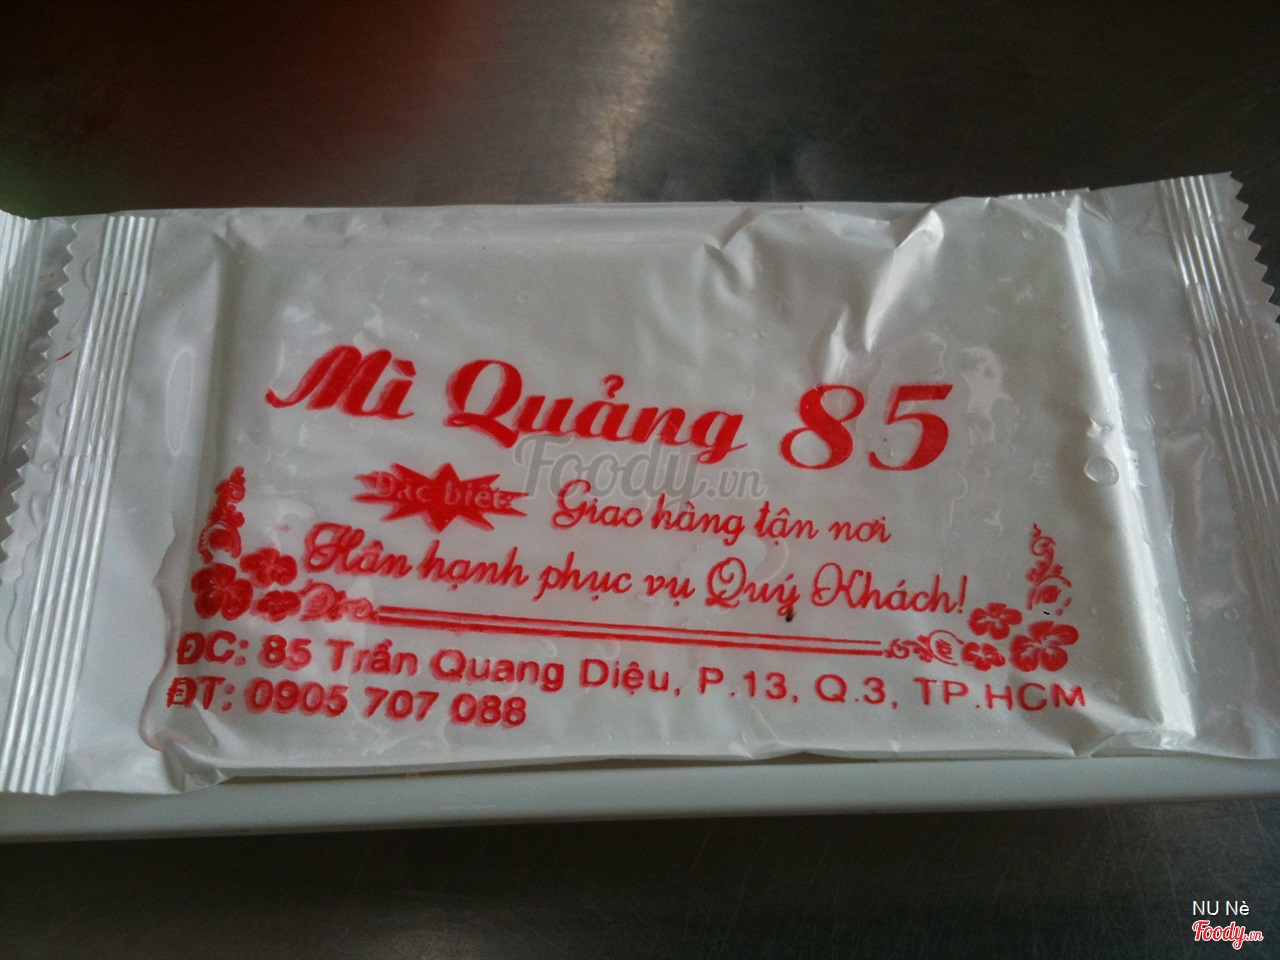 Mì Quảng 85
Đặc biệt: Giao hàng tận nơi
Hân hạnh phục vụ Quý Khách!
ĐC: 85 Trần Quang Diệu, P.13, Q.3, TP.HCM
ĐT: 0905 707 088
Foody.vn
NU Nè
Foody.vn